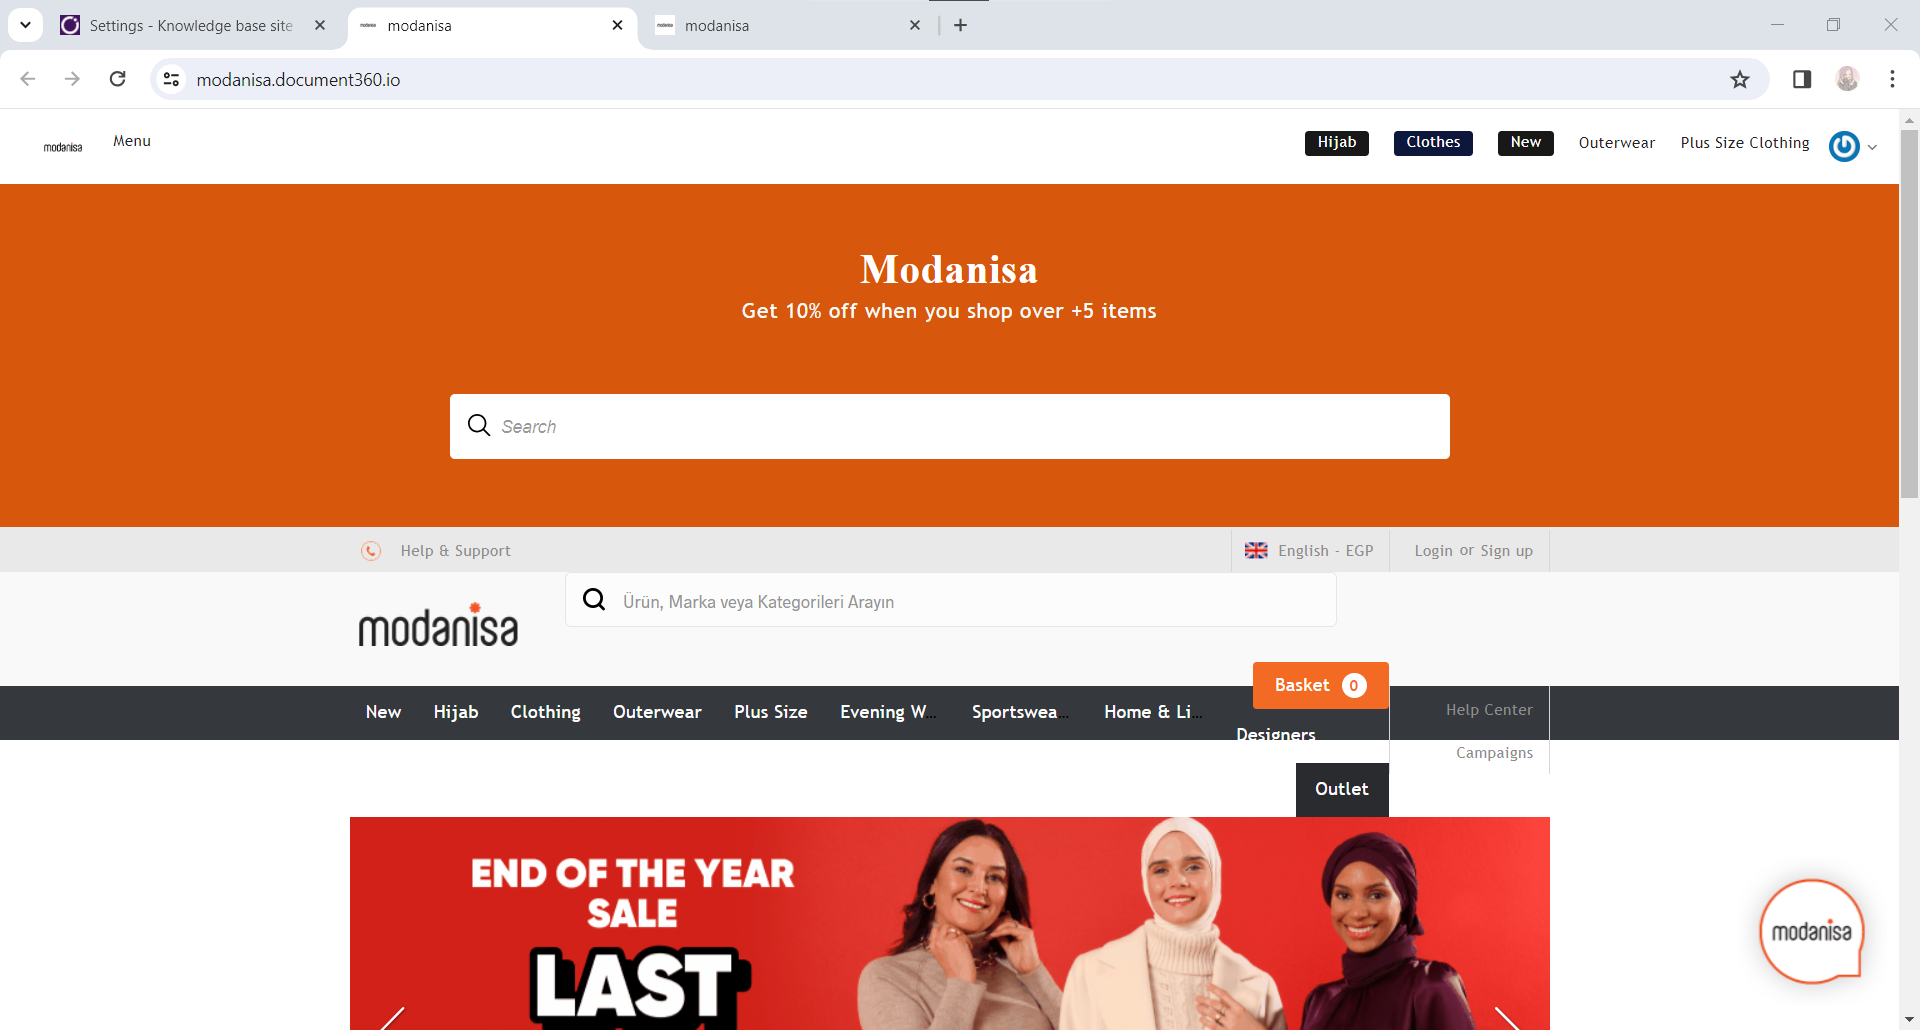 Settings - Knowledge base site
modanisa
modanisa
modanisa.document360.io
modanisa
Menu
Hijab
Clothes
New
Outerwear
Plus Size Clothing
Modanisa
Get 10% off when you shop over +5 items
Search
Help & Support
English - EGP
Login or Sign up
modanisa
Ürün, Marka veya Kategorileri Arayın
Basket 0
New
Hijab
Clothing
Outerwear
Plus Size
Evening W...
Sportswea...
Home & Li...
Designers
Help Center
Campaigns
Outlet
END OF THE YEAR
SALE
LAST
modanisa